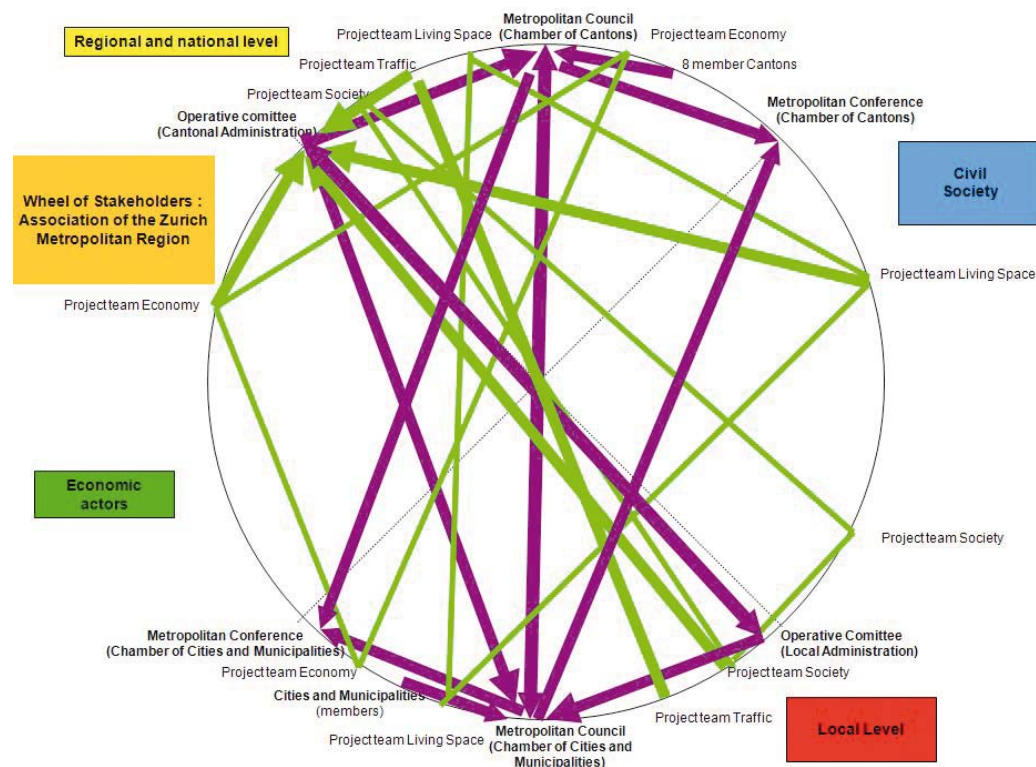 Metropolitan Council
(Chamber of Cantons)
Regional and national level
Project team Living Space
Project team Economy
Project team Traffic
8 member Cantons
Project team Society
Metropolitan Conference
(Chamber of Cantons)
Operative comittee
(Cantonal Administration)
Wheel of Stakeholders :
Association of the Zurich
Metropolitan Region
Civil
Society
Project team Living Space
Project team Economy
Economic
actors
Project team Society
Metropolitan Conference
(Chamber of Cities and Municipalities)
Operative Comittee
(Local Administration)
Project team Economy
Project team Society
Cities and Municipalities
(members)
Project team Traffic
Project team Living Space
Metropolitan Council
(Chamber of Cities and
Municipalities)
Local Level